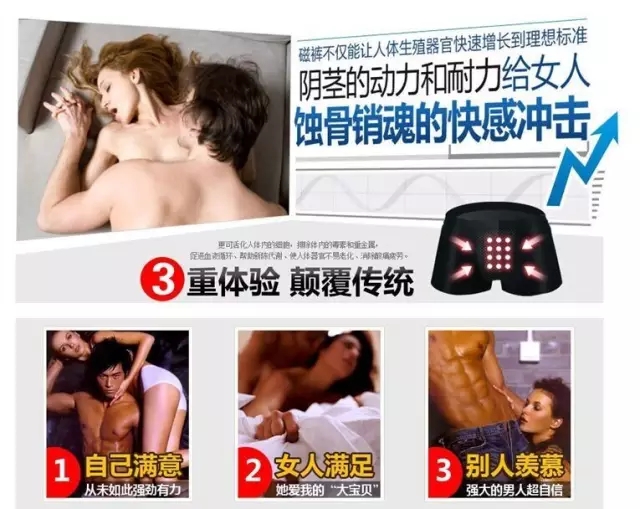 磁裤不仅能让人体生殖器官快速增长到理想标准
阴茎的动力和耐力给女人
蚀骨销魂的快感冲击
更可活化人体内的细胞，排除体内的毒素和重金属，
促进血液循环、帮助新陈代谢、使人体器官不易老化、消除酸痛疲劳。
3重体验 颠覆传统
1 自己满意
从未如此强劲有力
2 女人满足
她爱我的“大宝贝”
3 别人羡慕
强大的男人超自信